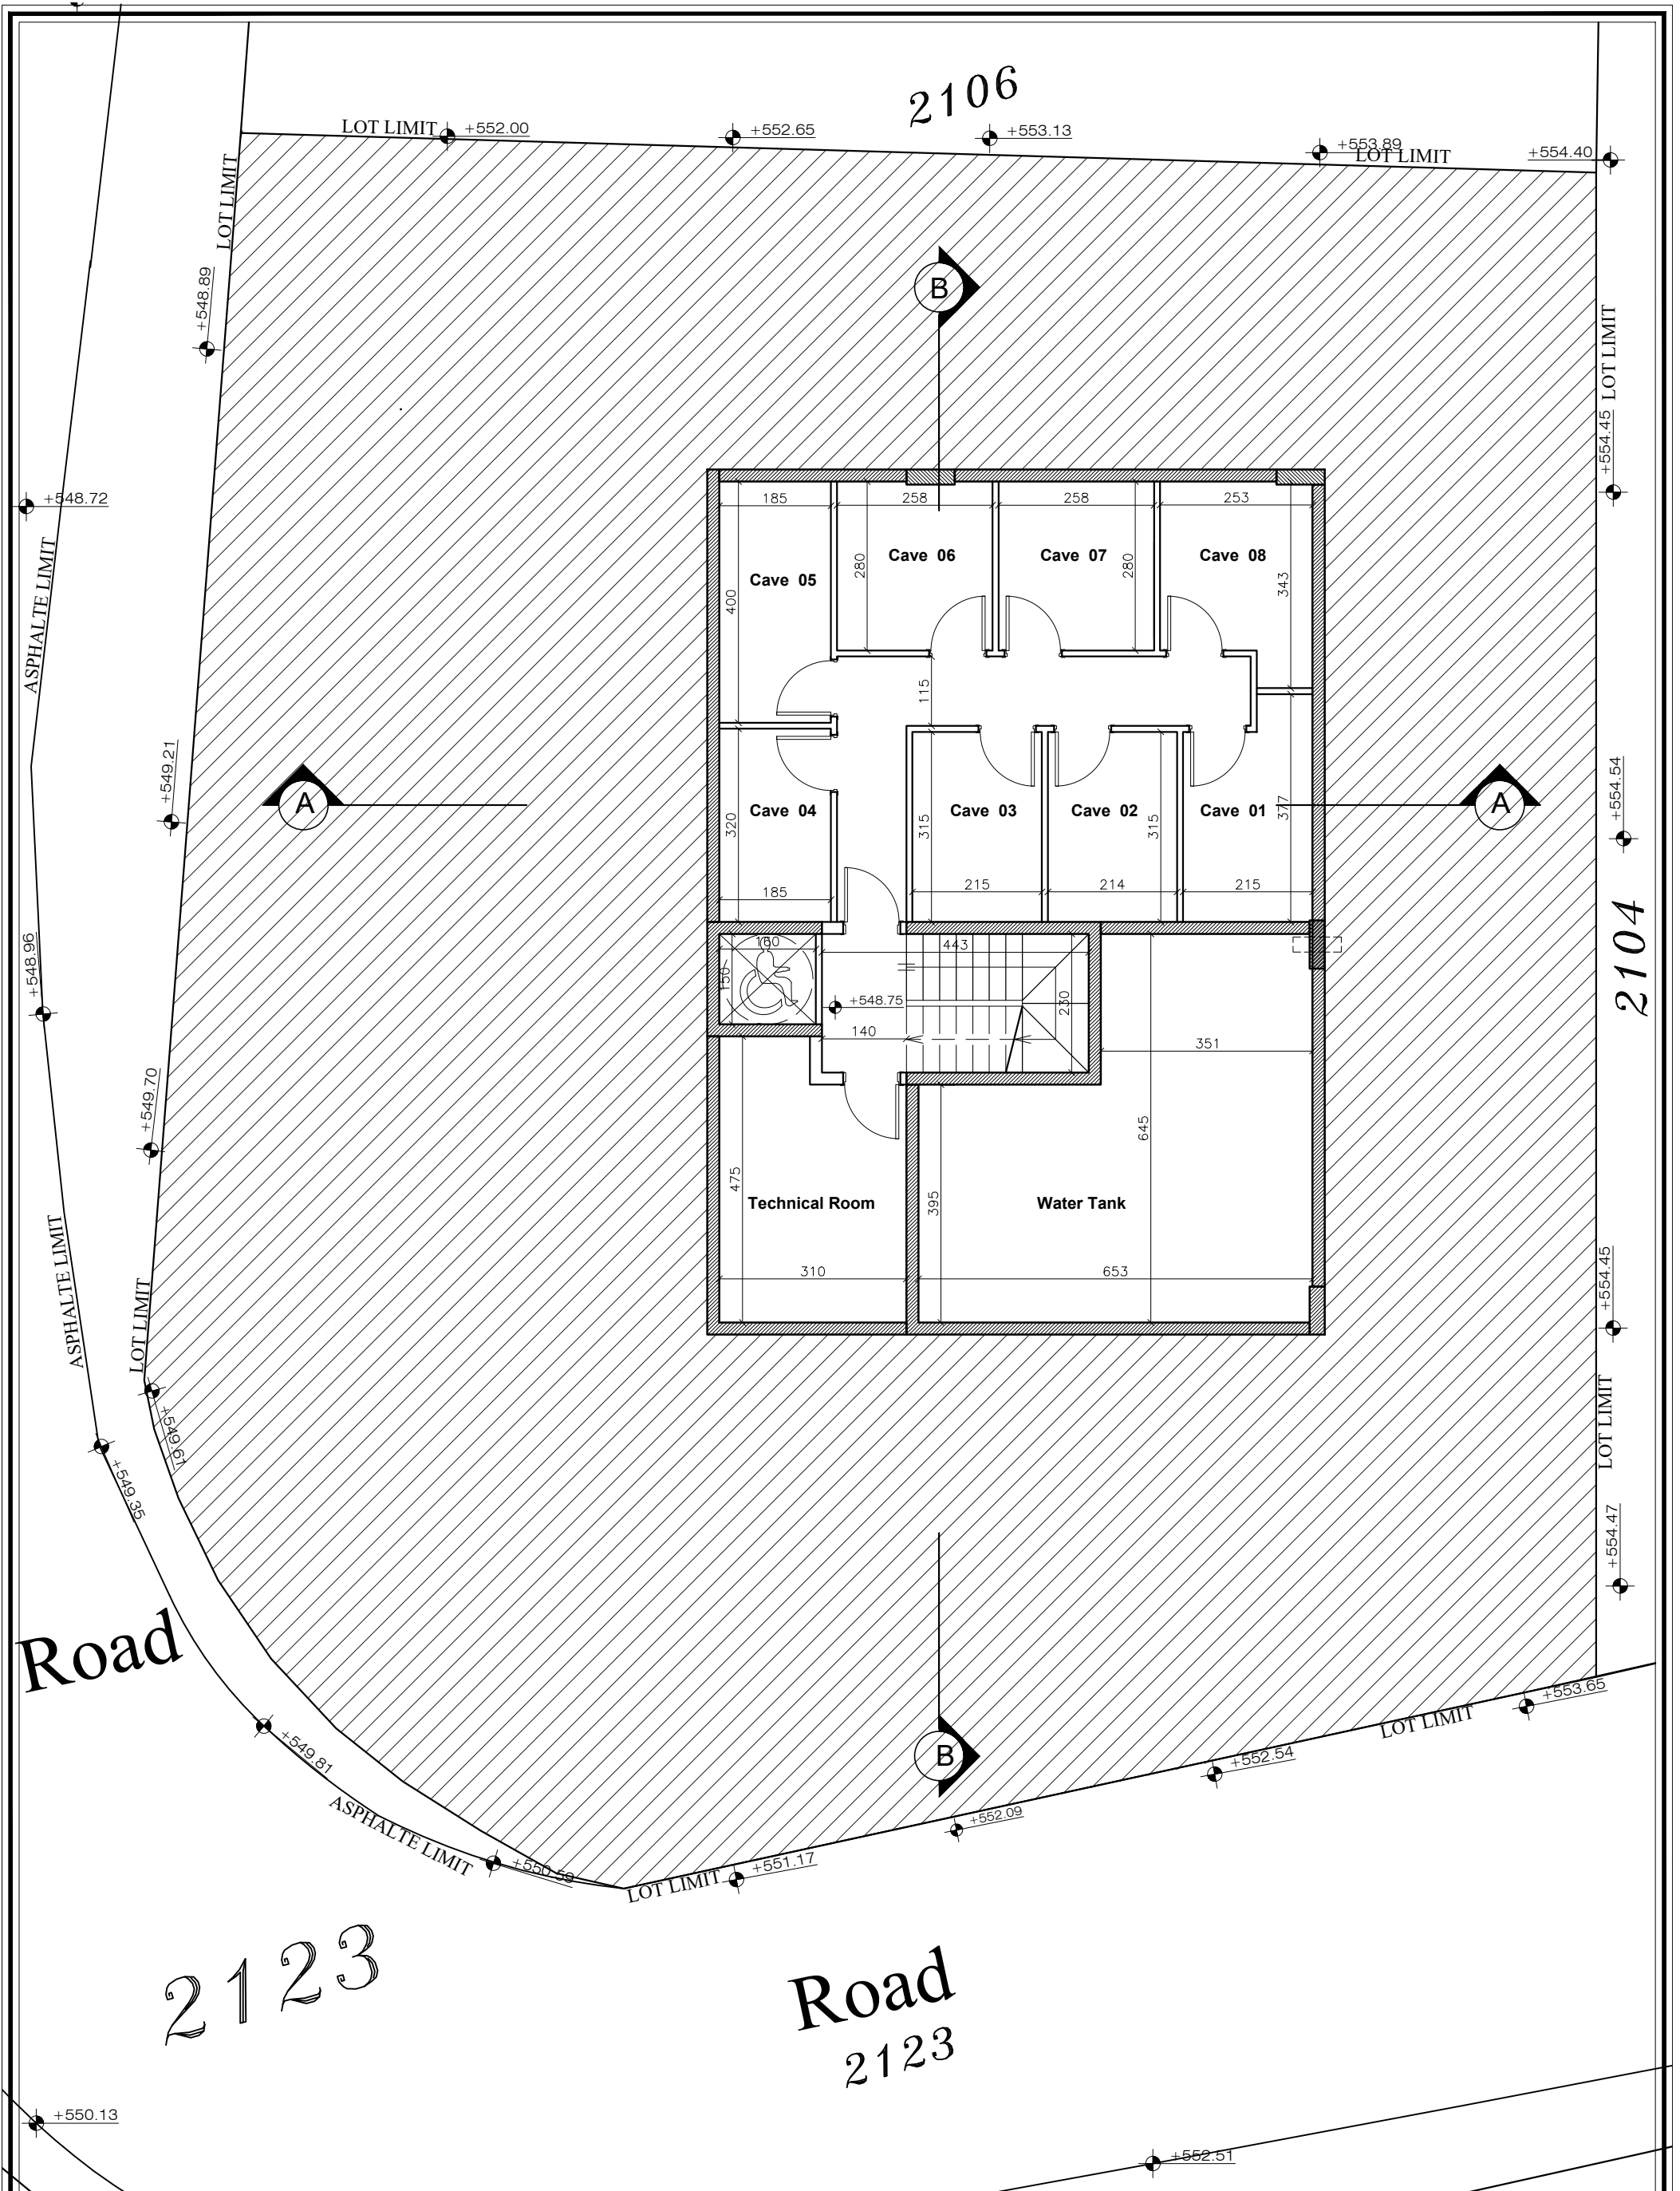 2106
LOT LIMIT
+552.00
+552.65
+553.13
+553.89
LOT LIMIT
+554.40
LOT LIMIT
+548.89
B
LOT LIMIT
+554.45
+548.72
185
258
258
253
Cave 06
Cave 07
Cave 08
280
280
343
Cave 05
400
ASPHALTE LIMIT
115
+549.21
+554.54
A
A
Cave 04
Cave 03
Cave 02
Cave 01
320
315
315
377
185
215
214
215
2104
+548.96
160
443
150
+548.75
230
140
351
+549.70
645
475
395
Technical Room
Water Tank
310
653
ASPHALTE LIMIT
LOT LIMIT
+554.45
+549.61
LOT LIMIT
+549.35
+554.47
Road
+553.65
LOT LIMIT
+549.81
B
+552.54
ASPHALTE LIMIT
+552.09
+550.59
+551.17
LOT LIMIT
2123
Road
2123
+550.13
+552.51